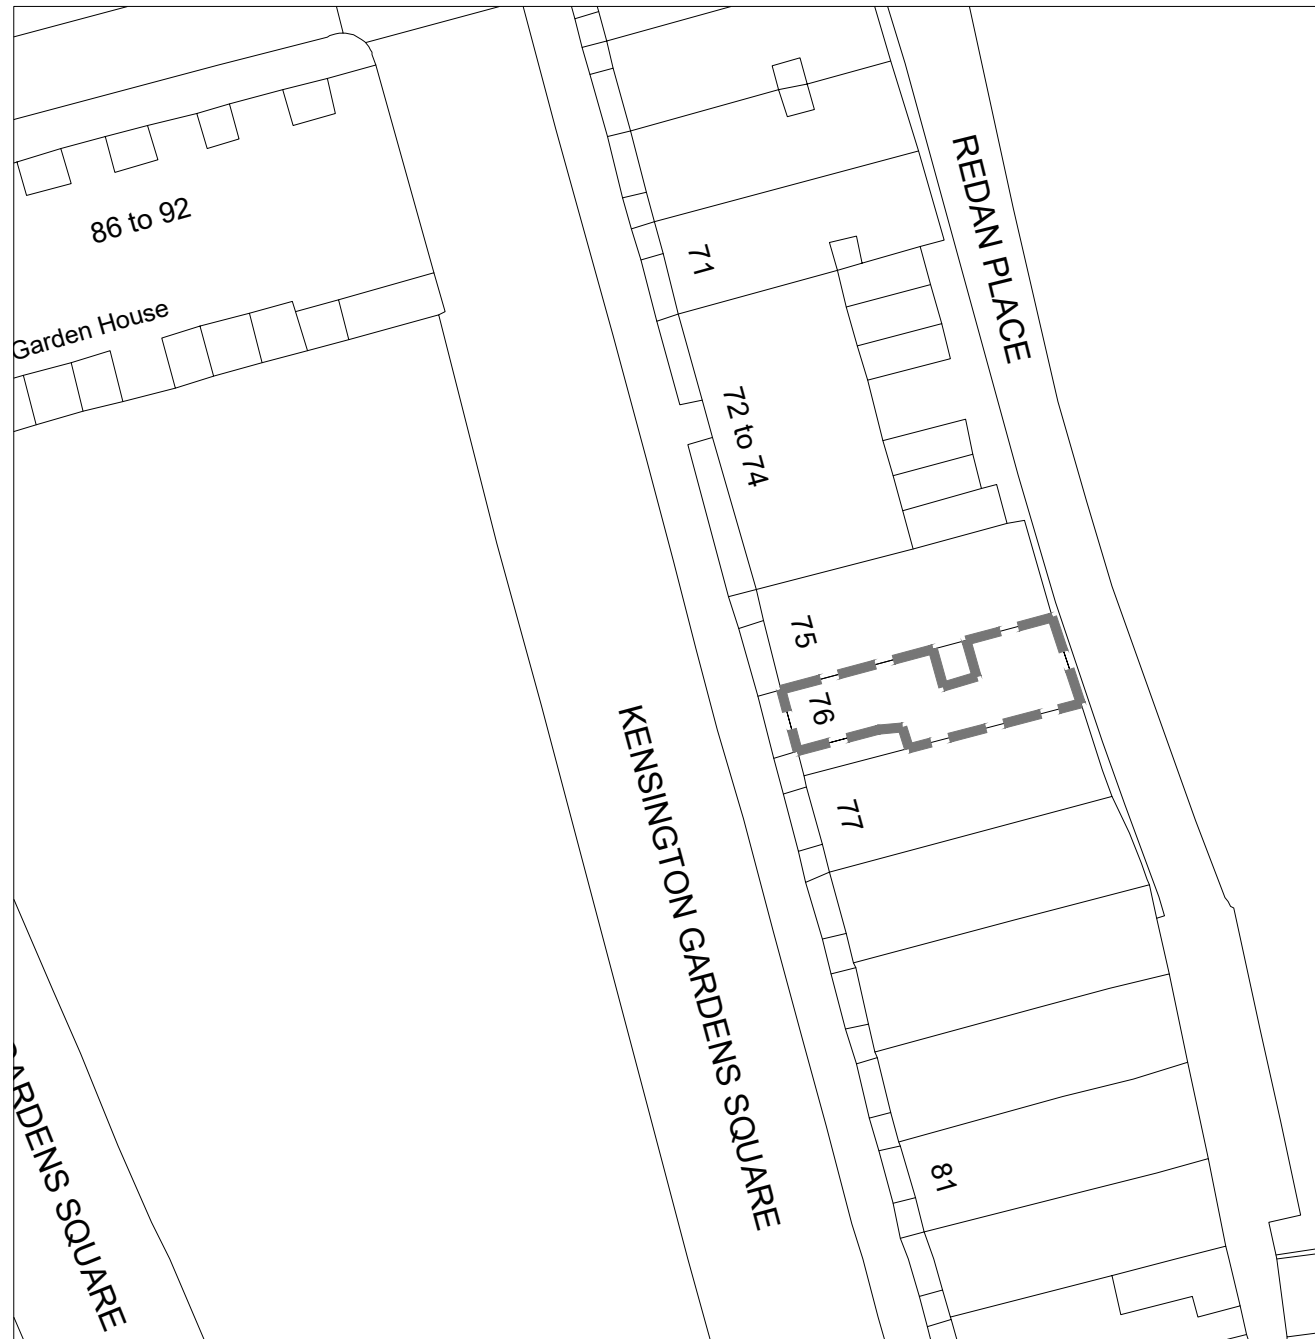 86 to 92
Garden House
71
REDAN PLACE
72 to 74
75
76
77
KENSINGTON GARDENS SQUARE
81
ARDENS SQUARE